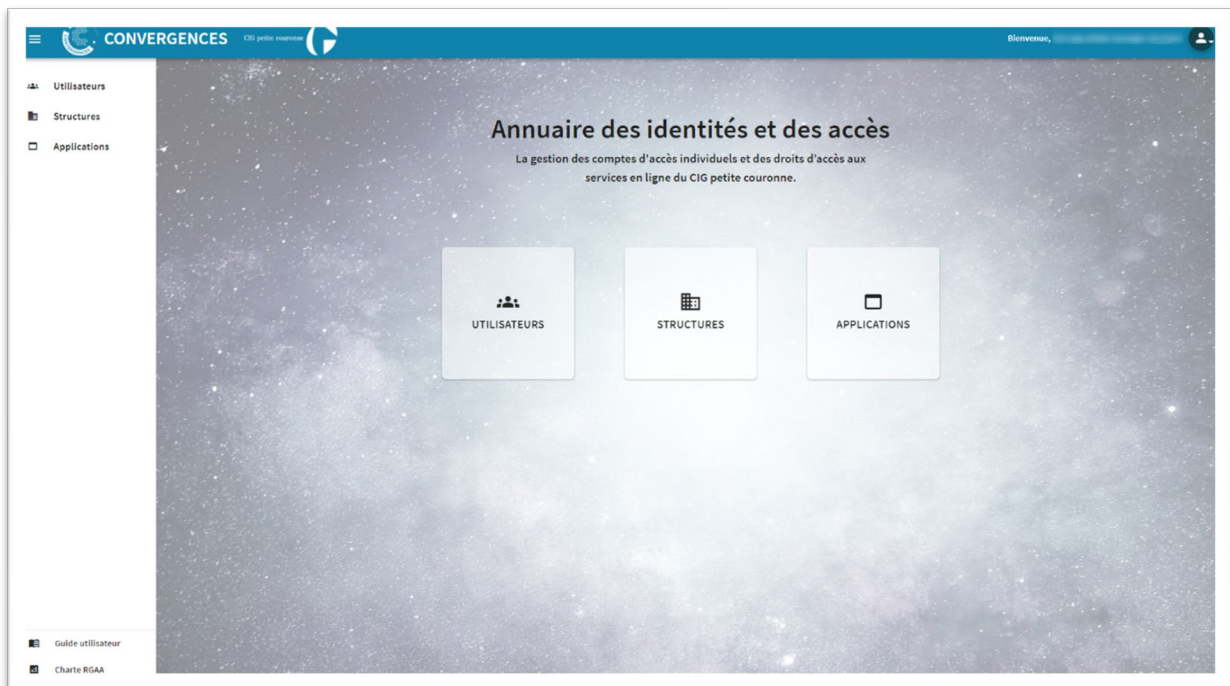 CONVERGENCES
CIG petite couronne
Bienvenue,
Utilisateurs
Structures
Applications
Annuaire des identités et des accès
La gestion des comptes d'accès individuels et des droits d'accès aux
services en ligne du CIG petite couronne.
UTILISATEURS
STRUCTURES
APPLICATIONS
Guide utilisateur
Charte RGAA